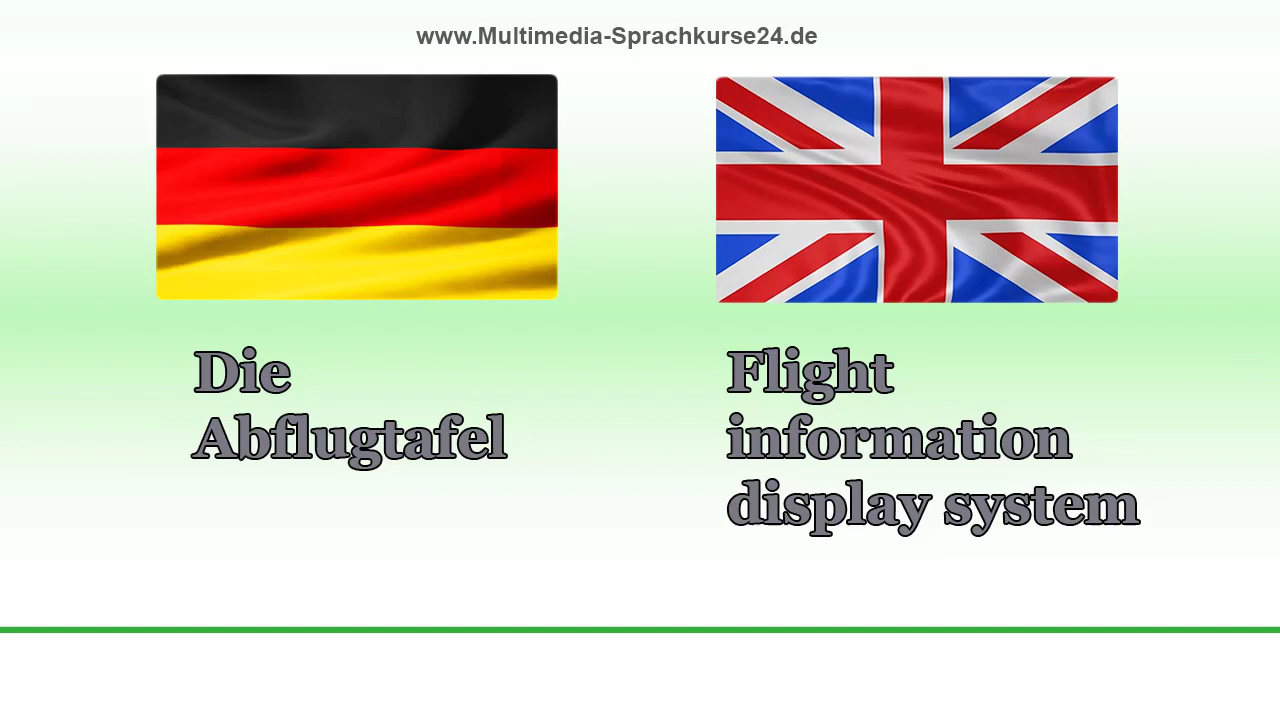 www.Multimedia-Sprachkurse24.de
Die
Abflugtafel
Flight
information
display system